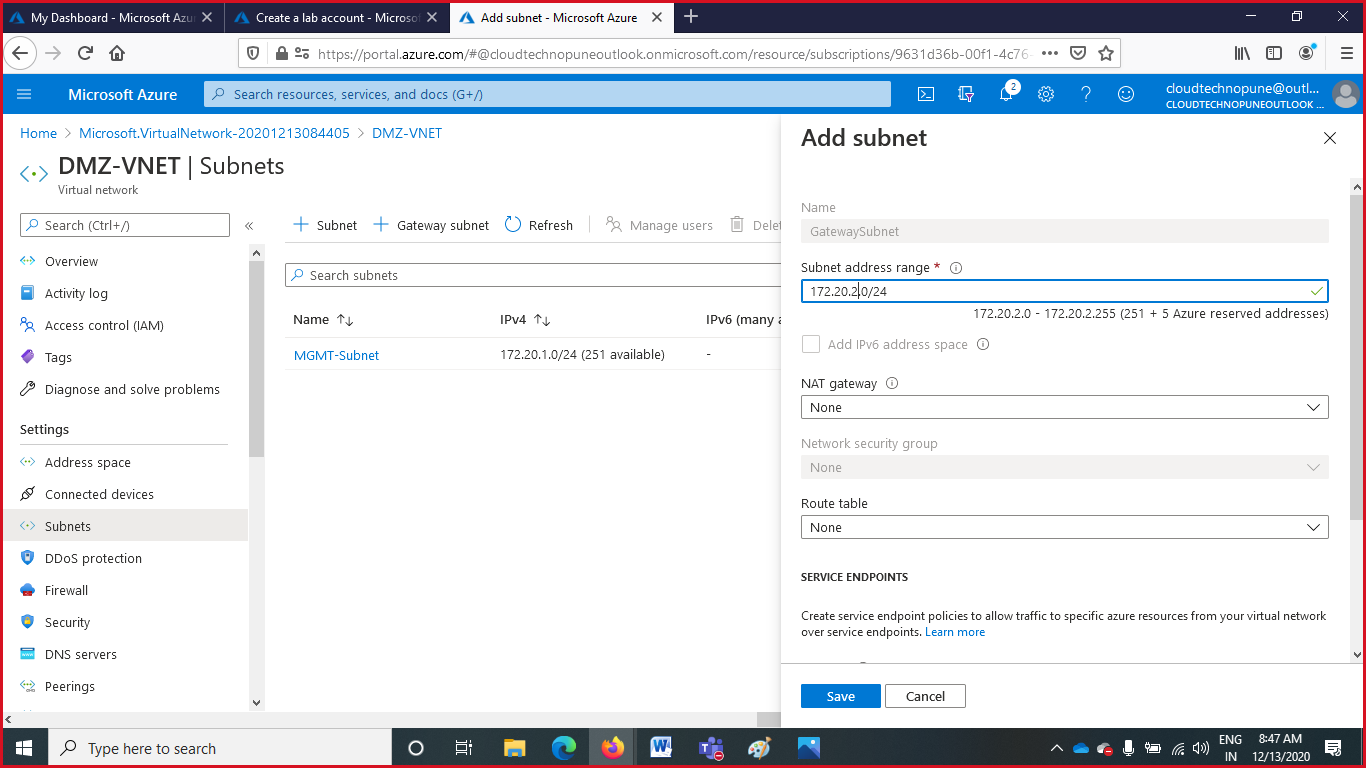 My Dashboard - Microsoft Azu
Create a lab account - Microsoft
Add subnet - Microsoft Azure
https://portal.azure.com/#@cloudtechnopuneoutlook.onmicrosoft.com/resource/subscriptions/9631d36b-00f1-4c76-
Microsoft Azure
Search resources, services, and docs (G+/)
2
cloudtechnopune@outl...
CLOUDTECHNOPUNEOUTLOOK ...
Home > Microsoft.VirtualNetwork-20201213084405 > DMZ-VNET
DMZ-VNET | Subnets
Virtual network
Search (Ctrl+/)
«
Overview
Activity log
Access control (IAM)
Tags
Diagnose and solve problems
Settings
Address space
Connected devices
Subnets
DDoS protection
Firewall
Security
DNS servers
Peerings
+ Subnet + Gateway subnet Refresh Manage users Delet
Search subnets
Name ↑↓ IPv4 ↑↓ IPv6 (many a
MGMT-Subnet 172.20.1.0/24 (251 available) -
Add subnet
Name
GatewaySubnet
Subnet address range *
172.20.2.0/24
172.20.2.0 - 172.20.2.255 (251 + 5 Azure reserved addresses)
Add IPv6 address space
NAT gateway
None
Network security group
None
Route table
None
SERVICE ENDPOINTS
Create service endpoint policies to allow traffic to specific azure resources from your virtual network
over service endpoints. Learn more
Save Cancel
Type here to search
ENG
IN
8:47 AM
12/13/2020